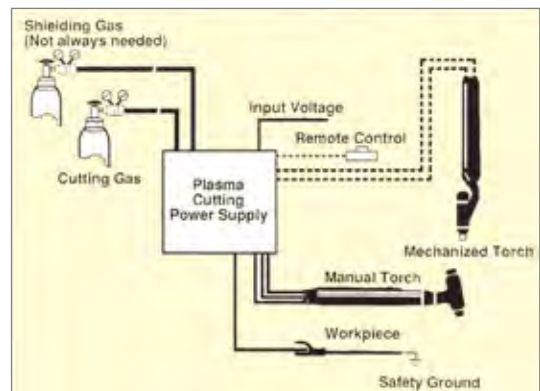 Shielding Gas
(Not always needed)
Input Voltage
Remote Control
Cutting Gas
Plasma
Cutting
Power Supply
Mechanized Torch
Manual Torch
Workpiece
Safety Ground